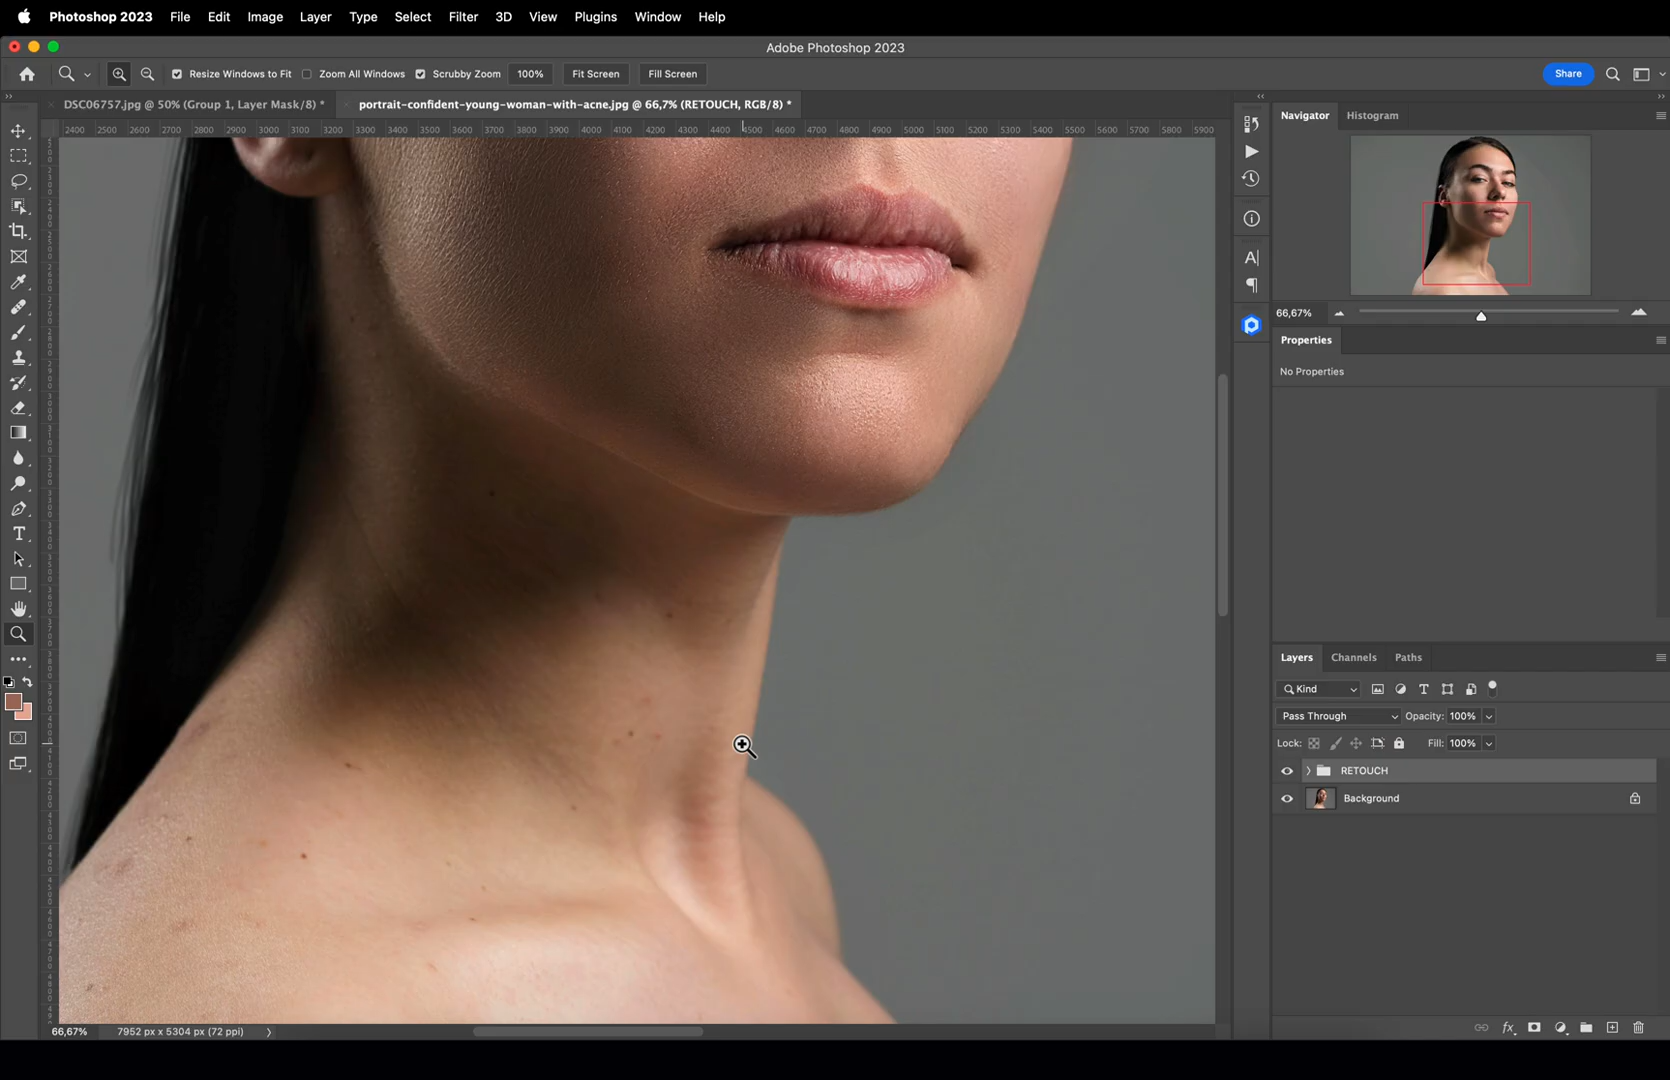 Photoshop 2023 File Edit Image Layer Type Select Filter 3D View Plugins Window Help
Adobe Photoshop 2023
Resize Windows to Fit Zoom All Windows Scrubby Zoom 100% Fit Screen Fill Screen Share
DSC06757.jpg @ 50% (Group 1, Layer Mask/8) * portrait-confident-young-woman-with-acne.jpg @ 66,7% (RETOUCH, RGB/8) *
Navigator Histogram
2400 2500 2600 2700 2800 2900 3000 3100 3200 3300 3400 3500 3600 3700 3800 3900 4000 4100 4200 4300 4400 4500 4600 4700 4800 4900 5000 5100 5200 5300 5400 5500 5600 5700 5800 5900
66,67%
Properties
No Properties
Layers Channels Paths
Kind
Pass Through Opacity: 100%
Lock: Fill: 100%
RETOUCH
Background
66,67% 7952 px x 5304 px (72 ppi)